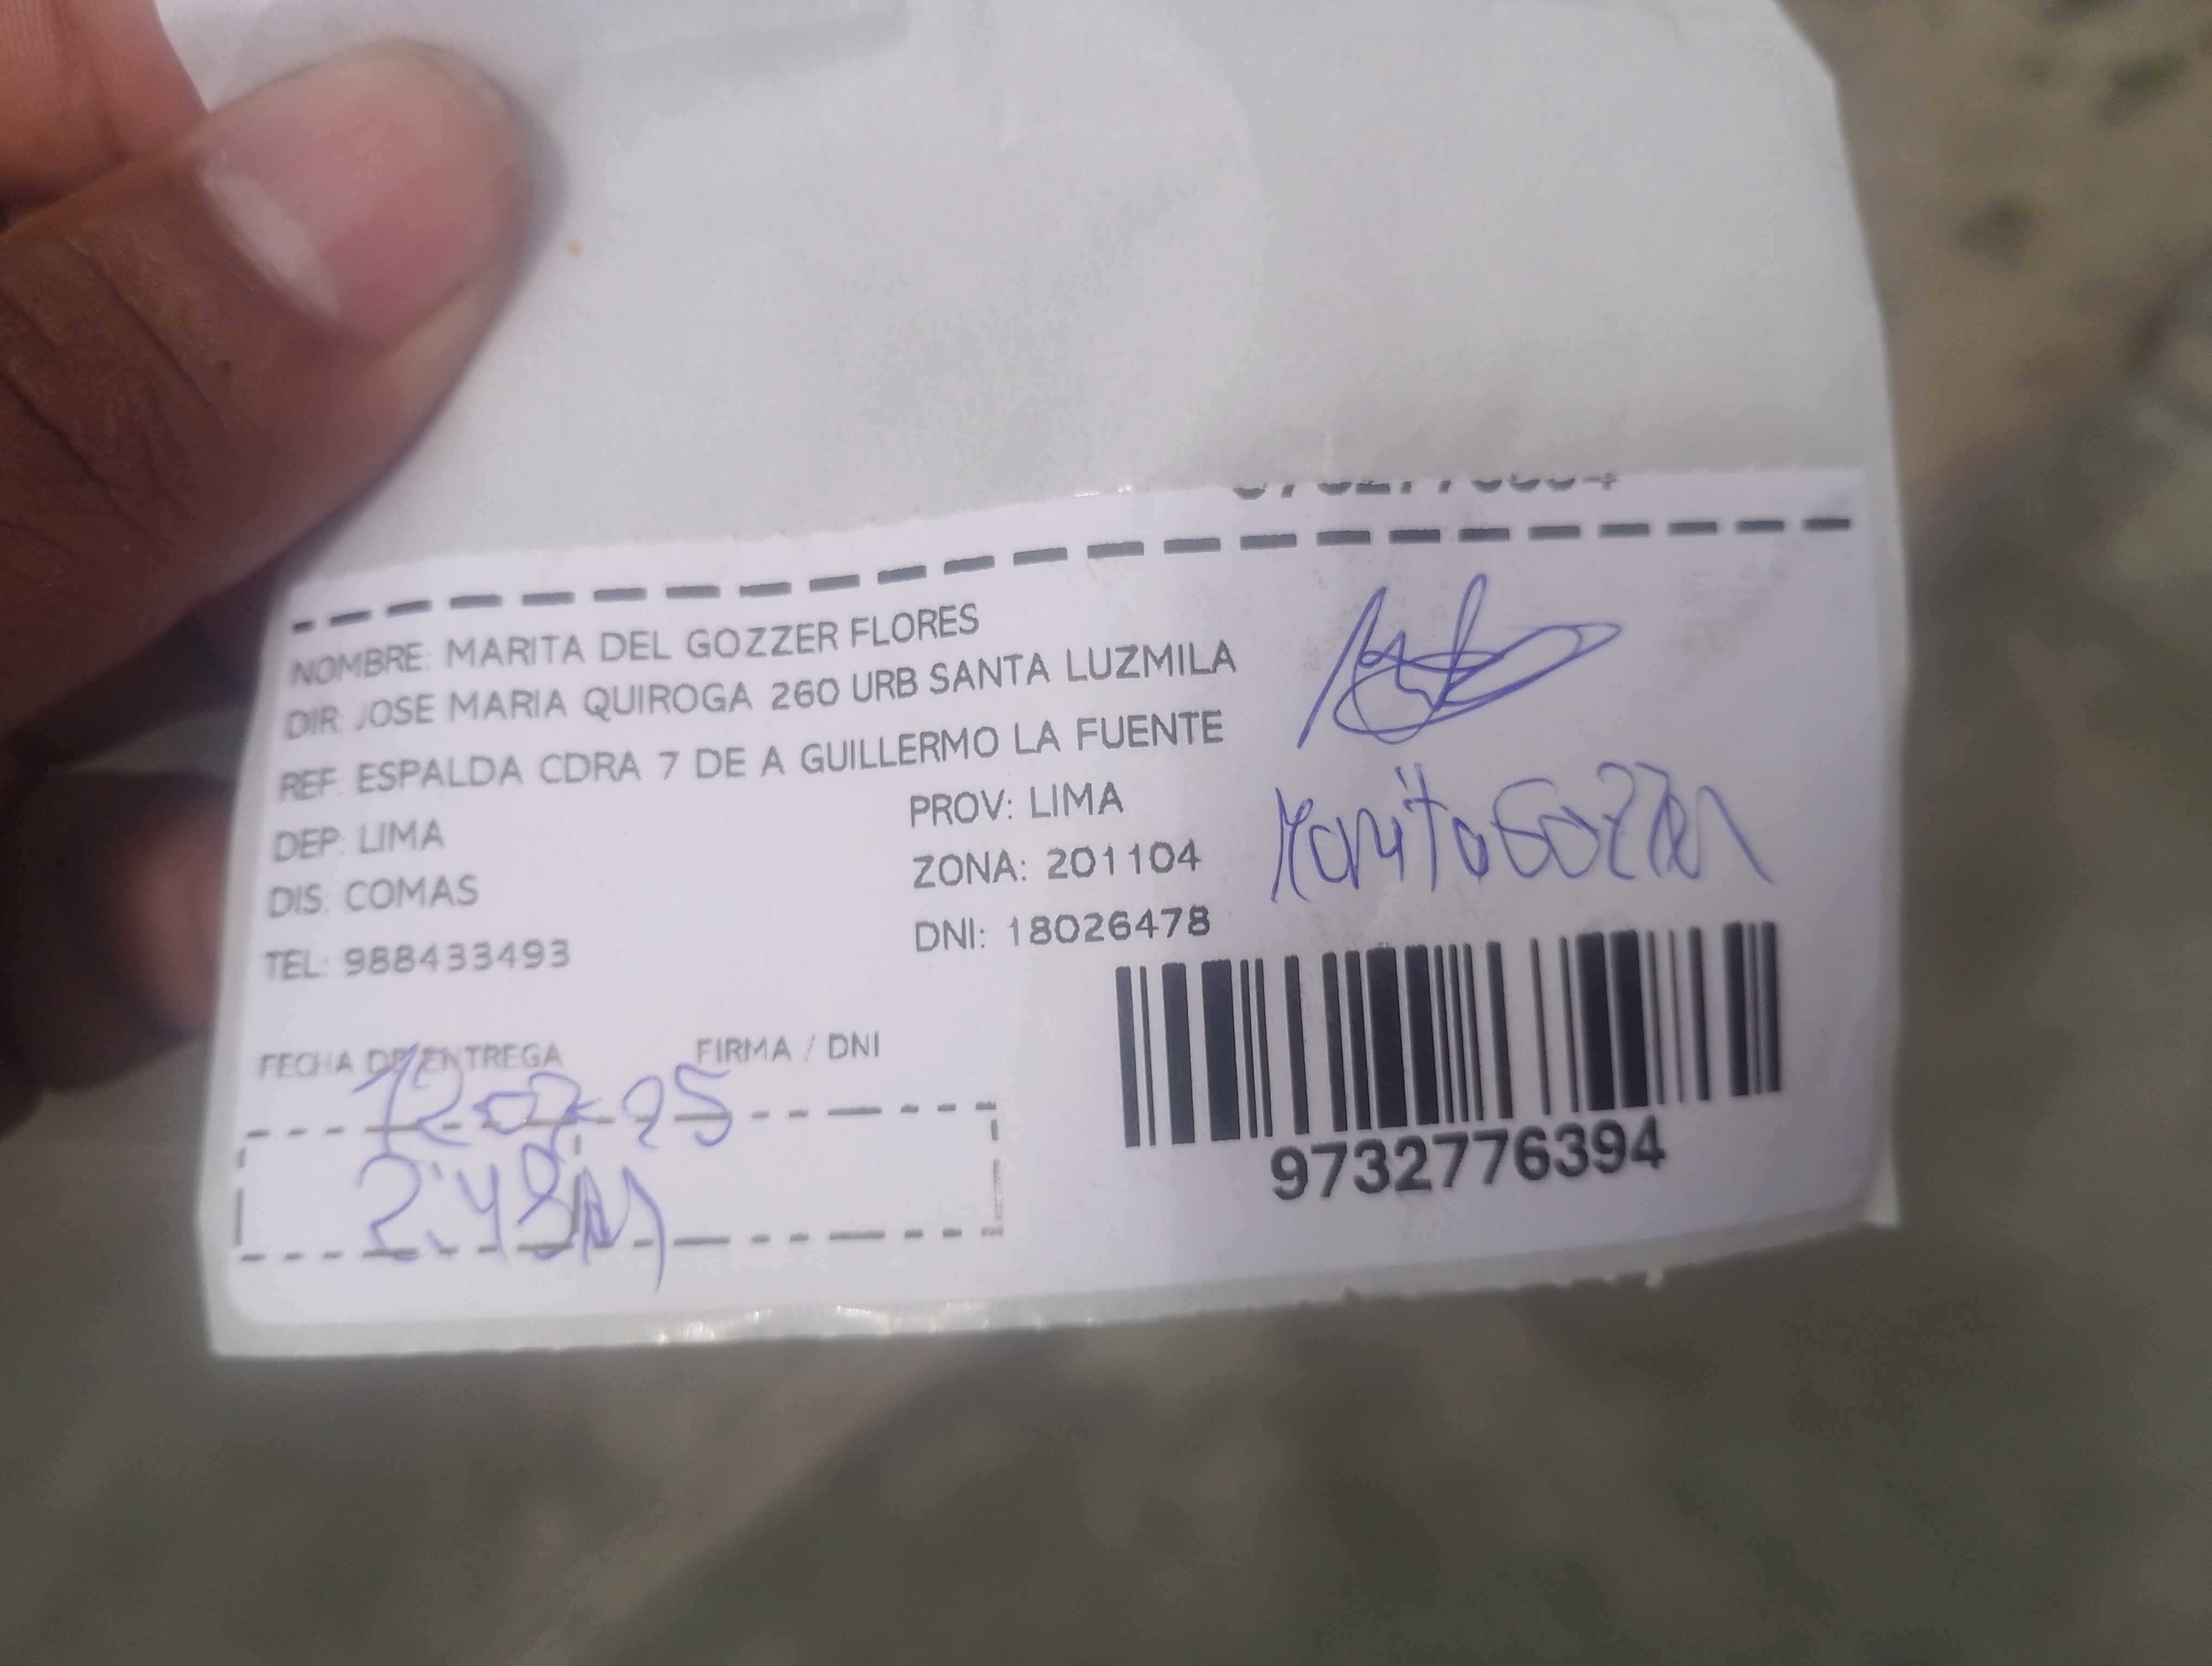 NOMBRE: MARITA DEL GOZZER FLORES
DIR: JOSE MARIA QUIROGA 260 URB SANTA LUZMILA
REF: ESPALDA CDRA 7 DE A GUILLERMO LA FUENTE
DEP: LIMA PROV: LIMA
DIS: COMAS ZONA: 201104
TEL: 988433493 DNI: 18026478
Marita Gozzer
FECHA DE ENTREGA FIRMA / DNI
9732776394